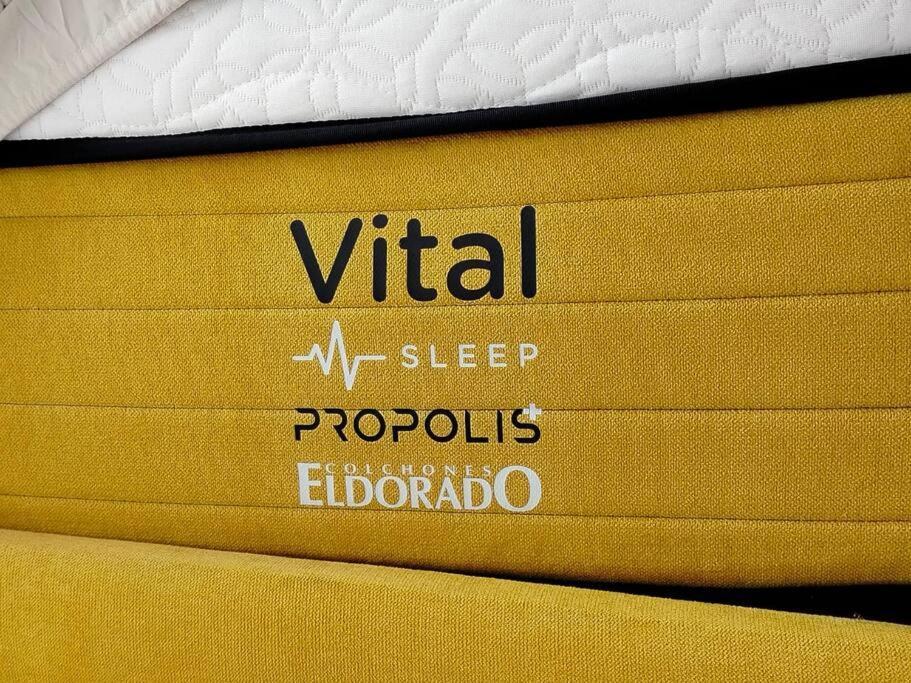 Vital
SLEEP
PROPOLIS+
COLCHONES
ELDORADO